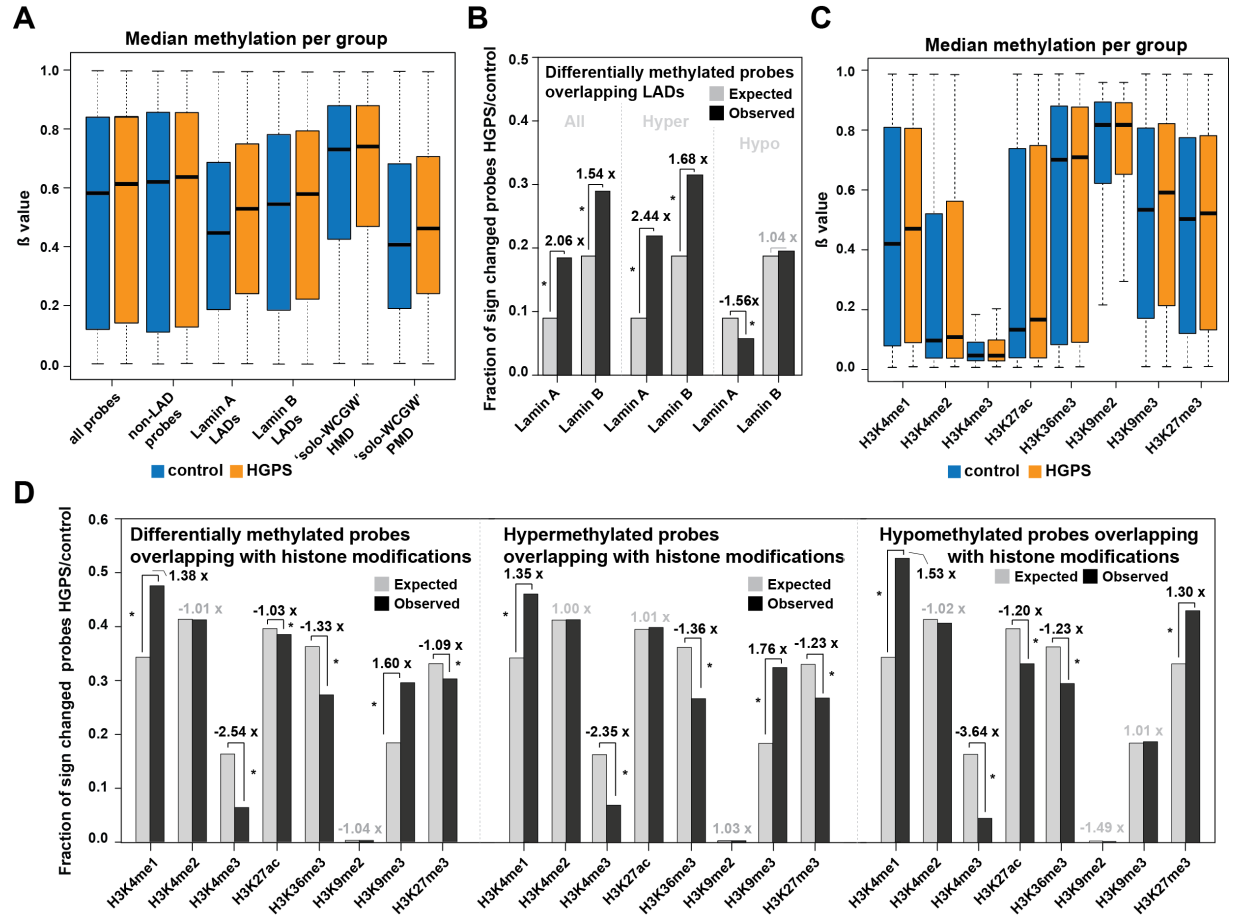 A
Median methylation per group
ß value
1.0
0.8
0.6
0.4
0.2
0.0
all probes
non-LAD
probes
Lamin A
LADs
Lamin B
LADs
‘solo-WCGW’
HMD
‘solo-WCGW’
PMD
control
HGPS
B
Fraction of sign changed probes HGPS/control
0.5
0.4
0.3
0.2
0.1
0.0
Differentially methylated probes
overlapping LADs
Expected
Observed
All
Hyper
Hypo
2.06 x
1.54 x
2.44 x
1.68 x
-1.56x
1.04 x
*
*
*
*
*
Lamin A
Lamin B
Lamin A
Lamin B
Lamin A
Lamin B
C
Median methylation per group
ß value
1.0
0.8
0.6
0.4
0.2
0.0
H3K4me1
H3K4me2
H3K4me3
H3K27ac
H3K36me3
H3K9me2
H3K9me3
H3K27me3
control
HGPS
D
Fraction of sign changed probes HGPS/control
0.6
0.5
0.4
0.3
0.2
0.1
0.0
Differentially methylated probes
overlapping with histone modifications
Expected
Observed
1.38 x
-1.01 x
-2.54 x
-1.03 x
-1.33 x
-1.04 x
1.60 x
-1.09 x
*
*
*
*
*
*
H3K4me1
H3K4me2
H3K4me3
H3K27ac
HK36me3
H3K9me2
H3K9me3
H3K27me3
Hypermethylated probes
overlapping with histone modifications
Expected
Observed
1.35 x
1.00 x
-2.35 x
1.01 x
-1.36 x
1.03 x
1.76 x
-1.23 x
*
*
*
*
*
H3K4me1
H3K4me2
H3K4me3
H3K27ac
HK36me3
H3K9me2
H3K9me3
H3K27me3
Hypomethylated probes overlapping
with histone modifications
Expected
Observed
1.53 x
-1.02 x
-3.64 x
-1.20 x
-1.23 x
-1.49 x
1.01 x
1.30 x
*
*
*
*
*
H3K4me1
H3K4me2
H3K4me3
H3K27ac
HK36me3
H3K9me2
H3K9me3
H3K27me3